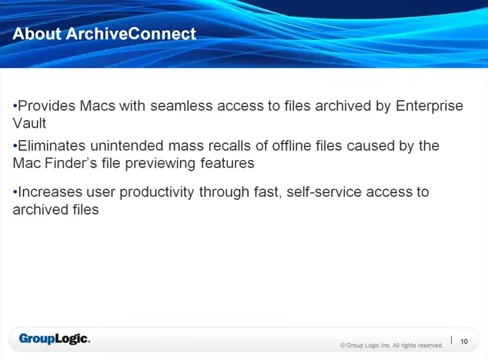 About ArchiveConnect
•Provides Macs with seamless access to files archived by Enterprise
Vault
•Eliminates unintended mass recalls of offline files caused by the
Mac Finder's file previewing features
•Increases user productivity through fast, self-service access to
archived files
GroupLogic.
© Group Logic Inc. All rights reserved.
10